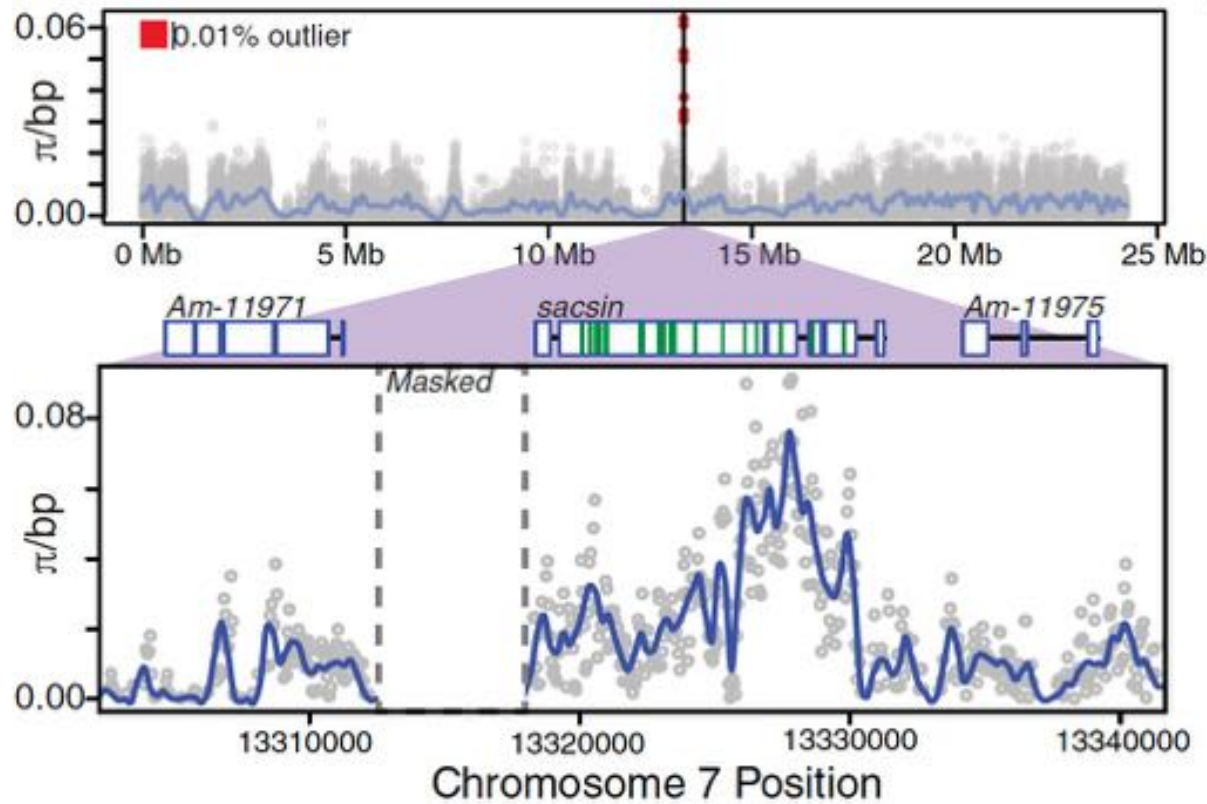 0.06
0.01% outlier
π/bp
0.00
0 Mb 5 Mb 10 Mb 15 Mb 20 Mb 25 Mb
Am-11971 sacsin Am-11975
Masked
0.08
π/bp
0.00
13310000 13320000 13330000 13340000
Chromosome 7 Position